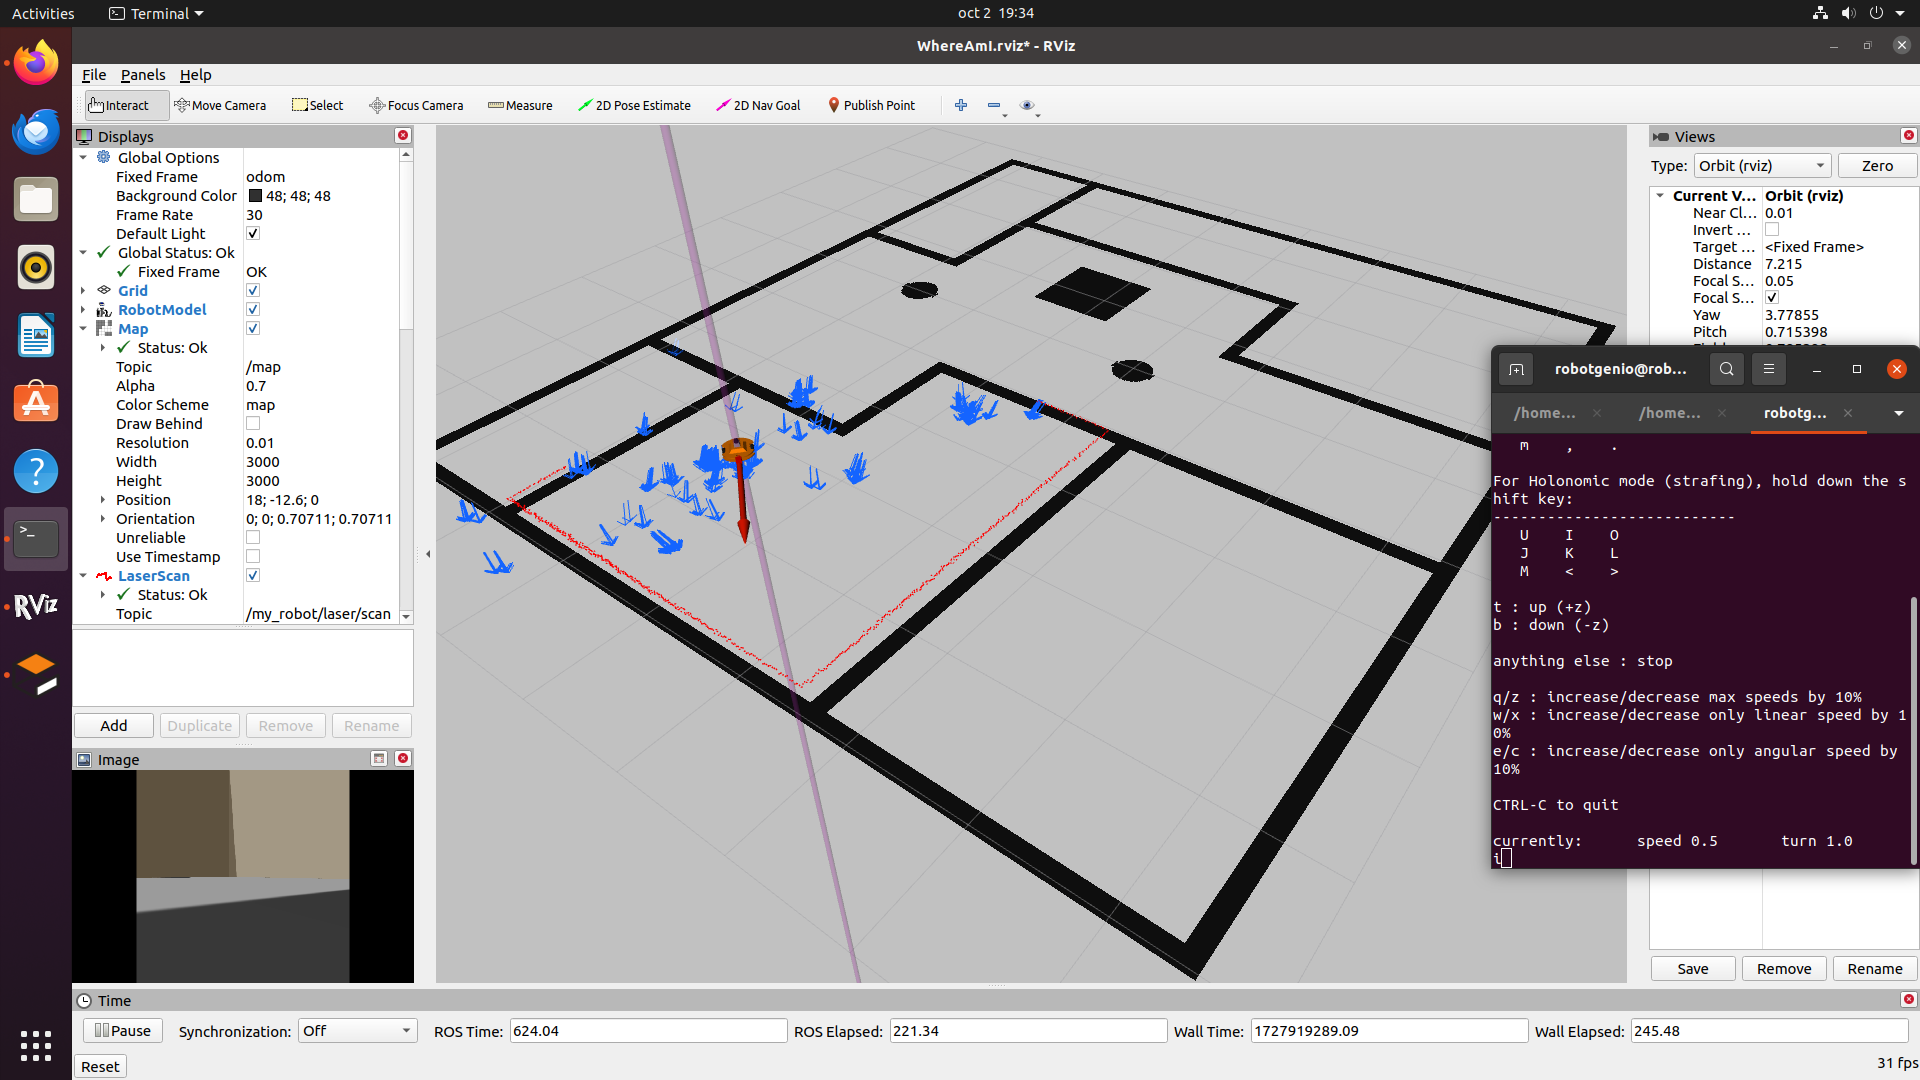 Activities
Terminal
oct 2 19:34
WhereAmI.rviz* - RViz
File Panels Help
Interact
Move Camera
Select
Focus Camera
Measure
2D Pose Estimate
2D Nav Goal
Publish Point
Displays
Global Options
Fixed Frame odom
Background Color 48; 48; 48
Frame Rate 30
Default Light
Global Status: Ok
Fixed Frame OK
Grid
RobotModel
Map
Status: Ok
Topic /map
Alpha 0.7
Color Scheme map
Draw Behind
Resolution 0.01
Width 3000
Height 3000
Position 18; -12.6; 0
Orientation 0; 0; 0.70711; 0.70711
Unreliable
Use Timestamp
LaserScan
Status: Ok
Topic /my_robot/laser/scan
Add
Duplicate
Remove
Rename
Image
RViz
Views
Type: Orbit (rviz)
Zero
Current V... Orbit (rviz)
Near Cl... 0.01
Invert ...
Target ... <Fixed Frame>
Distance 7.215
Focal S... 0.05
Focal S...
Yaw 3.77855
Pitch 0.715398
robotgenio@rob...
/home...
/home...
robotg...
m , .
For Holonomic mode (strafing), hold down the s
hift key:
---------------------------
U I O
J K L
M < >
t : up (+z)
b : down (-z)
anything else : stop
q/z : increase/decrease max speeds by 10%
w/x : increase/decrease only linear speed by 1
0%
e/c : increase/decrease only angular speed by
10%
CTRL-C to quit
currently: speed 0.5 turn 1.0
i
Save
Remove
Rename
Time
Pause
Synchronization: Off
ROS Time: 624.04
ROS Elapsed: 221.34
Wall Time: 1727919289.09
Wall Elapsed: 245.48
Reset
31 fps